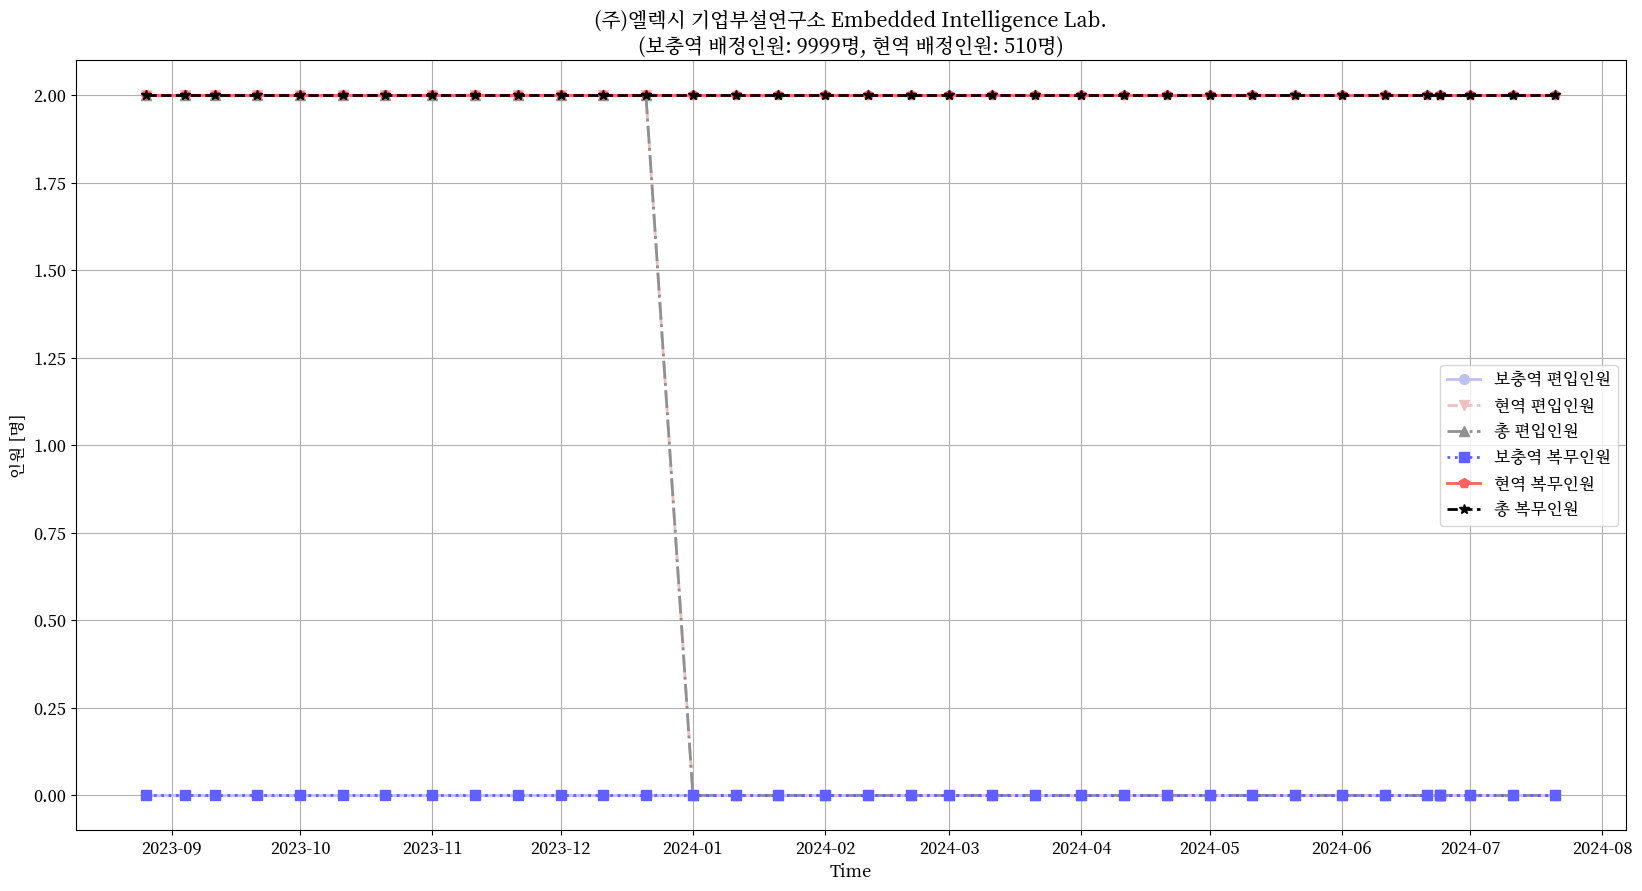 (주)엘렉시 기업부설연구소 Embedded Intelligence Lab.
(보충역 배정인원: 9999명, 현역 배정인원: 510명)
인원 [명]
2.00
1.75
1.50
1.25
1.00
0.75
0.50
0.25
0.00
보충역 편입인원
현역 편입인원
총 편입인원
보충역 복무인원
현역 복무인원
총 복무인원
2023-09 2023-10 2023-11 2023-12 2024-01 2024-02 2024-03 2024-04 2024-05 2024-06 2024-07 2024-08
Time